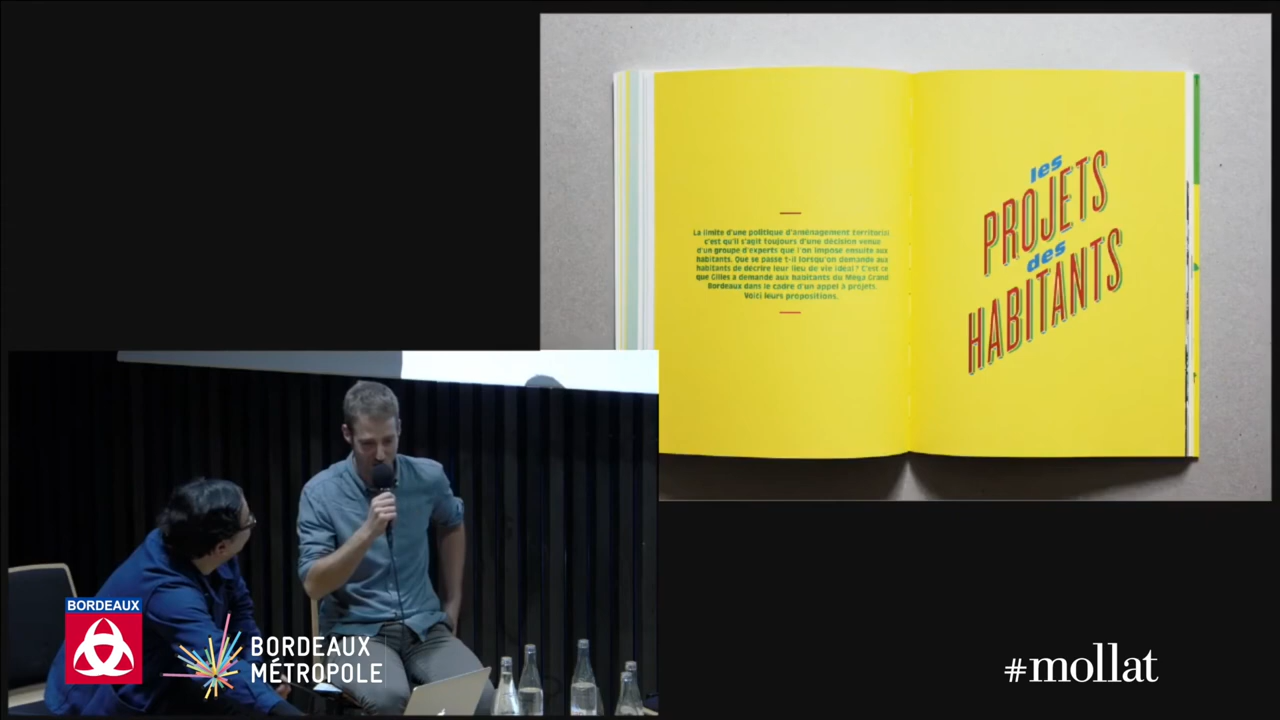 La limite d'une politique d'aménagement territorial
c'est qu'il s'agit toujours d'une décision venue
d'un groupe d'experts que l'on impose ensuite aux
habitants. Que se passe t-il lorsqu'on demande aux
habitants de décrire leur lieu de vie idéal ? C'est ce
que Gilles a demandé aux habitants du Mega Grand
Bordeaux dans le cadre d'un appel à projets.
Voici leurs propositions.
les
PROJETS
des
HABITANTS
BORDEAUX
BORDEAUX
MÉTROPOLE
#mollat